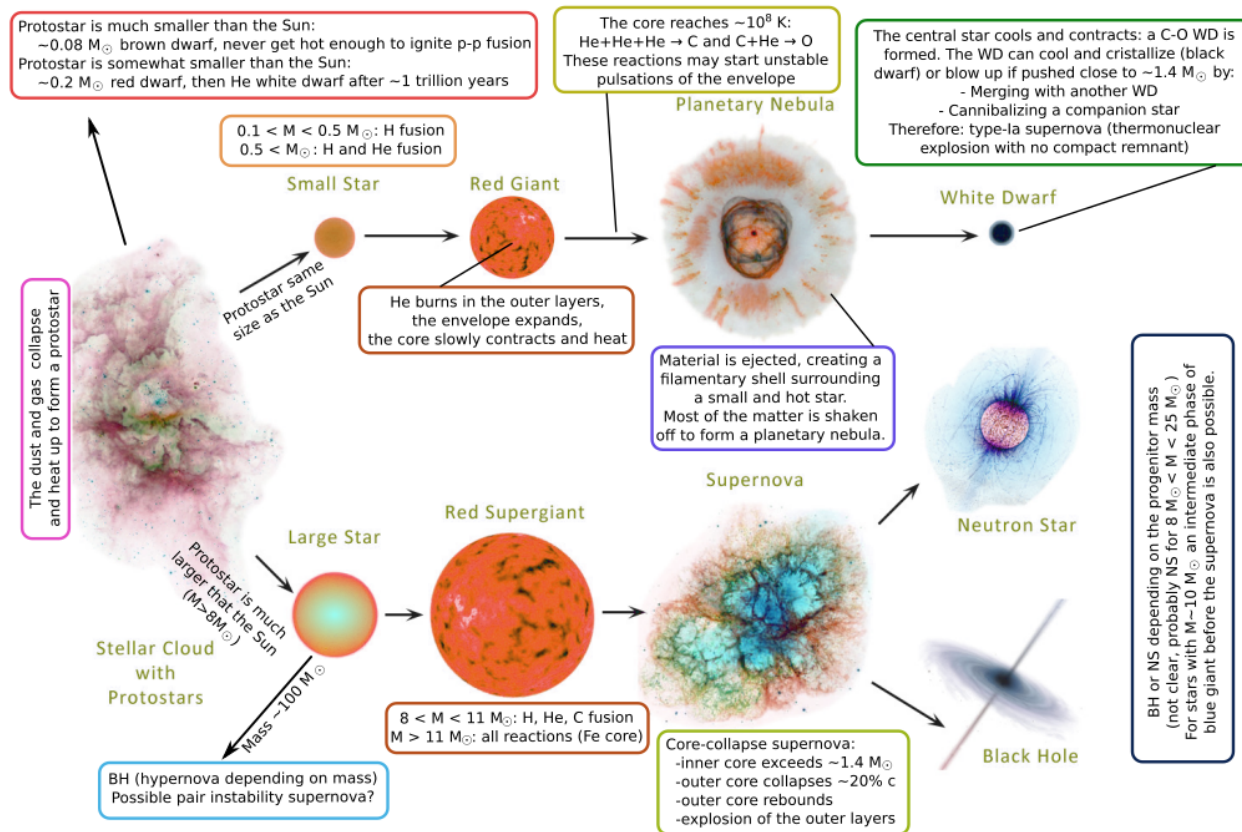 Protostar is much smaller than the Sun:
~0.08 M☉ brown dwarf, never get hot enough to ignite p-p fusion
Protostar is somewhat smaller than the Sun:
~0.2 M☉ red dwarf, then He white dwarf after ~1 trillion years
The core reaches ~10⁸ K:
He+He+He → C and C+He → O
These reactions may start unstable
pulsations of the envelope
The central star cools and contracts: a C-O WD is
formed. The WD can cool and cristallize (black
dwarf) or blow up if pushed close to ~1.4 M☉ by:
- Merging with another WD
- Cannibalizing a companion star
Therefore: type-Ia supernova (thermonuclear
explosion with no compact remnant)
0.1 < M < 0.5 M☉: H fusion
0.5 < M☉: H and He fusion
Small Star
Red Giant
Planetary Nebula
White Dwarf
Protostar same
size as the Sun
He burns in the outer layers,
the envelope expands,
the core slowly contracts and heat
Material is ejected, creating a
filamentary shell surrounding
a small and hot star.
Most of the matter is shaken
off to form a planetary nebula.
The dust and gas collapse
and heat up to form a protostar
Stellar Cloud
with
Protostars
Protostar is much
larger that the Sun
(M>8M☉)
Large Star
Red Supergiant
Supernova
Neutron Star
Black Hole
Mass ~100 M☉
BH (hypernova depending on mass)
Possible pair instability supernova?
8 < M < 11 M☉: H, He, C fusion
M > 11 M☉: all reactions (Fe core)
Core-collapse supernova:
-inner core exceeds ~1.4 M☉
-outer core collapses ~20% c
-outer core rebounds
-explosion of the outer layers
BH or NS depending on the progenitor mass
(not clear, probably NS for 8 M☉< M < 25 M☉)
For stars with M~10 M☉ an intermediate phase of
blue giant before the supernova is also possible.